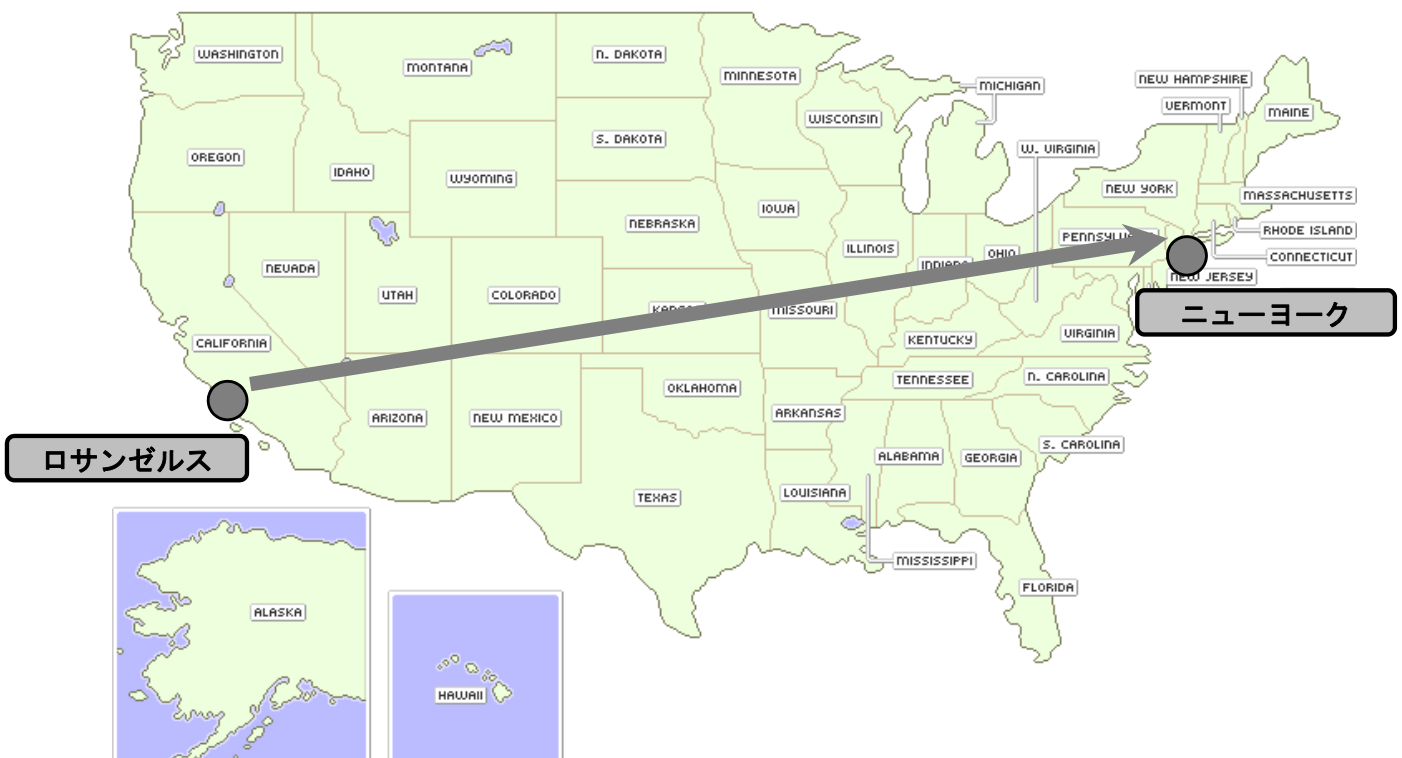 WASHINGTON
MONTANA
N. DAKOTA
MINNESOTA
MICHIGAN
NEW HAMPSHIRE
VERMONT
MAINE
WISCONSIN
S. DAKOTA
W. VIRGINIA
OREGON
IDAHO
WYOMING
NEW YORK
MASSACHUSETTS
IOWA
NEBRASKA
RHODE ISLAND
ILLINOIS
OHIO
CONNECTICUT
NEVADA
NEW JERSEY
UTAH
COLORADO
MISSOURI
ニューヨーク
CALIFORNIA
KENTUCKY
VIRGINIA
TENNESSEE
N. CAROLINA
OKLAHOMA
ARIZONA
NEW MEXICO
ARKANSAS
S. CAROLINA
ロサンゼルス
ALABAMA
GEORGIA
TEXAS
LOUISIANA
MISSISSIPPI
FLORIDA
ALASKA
HAWAII